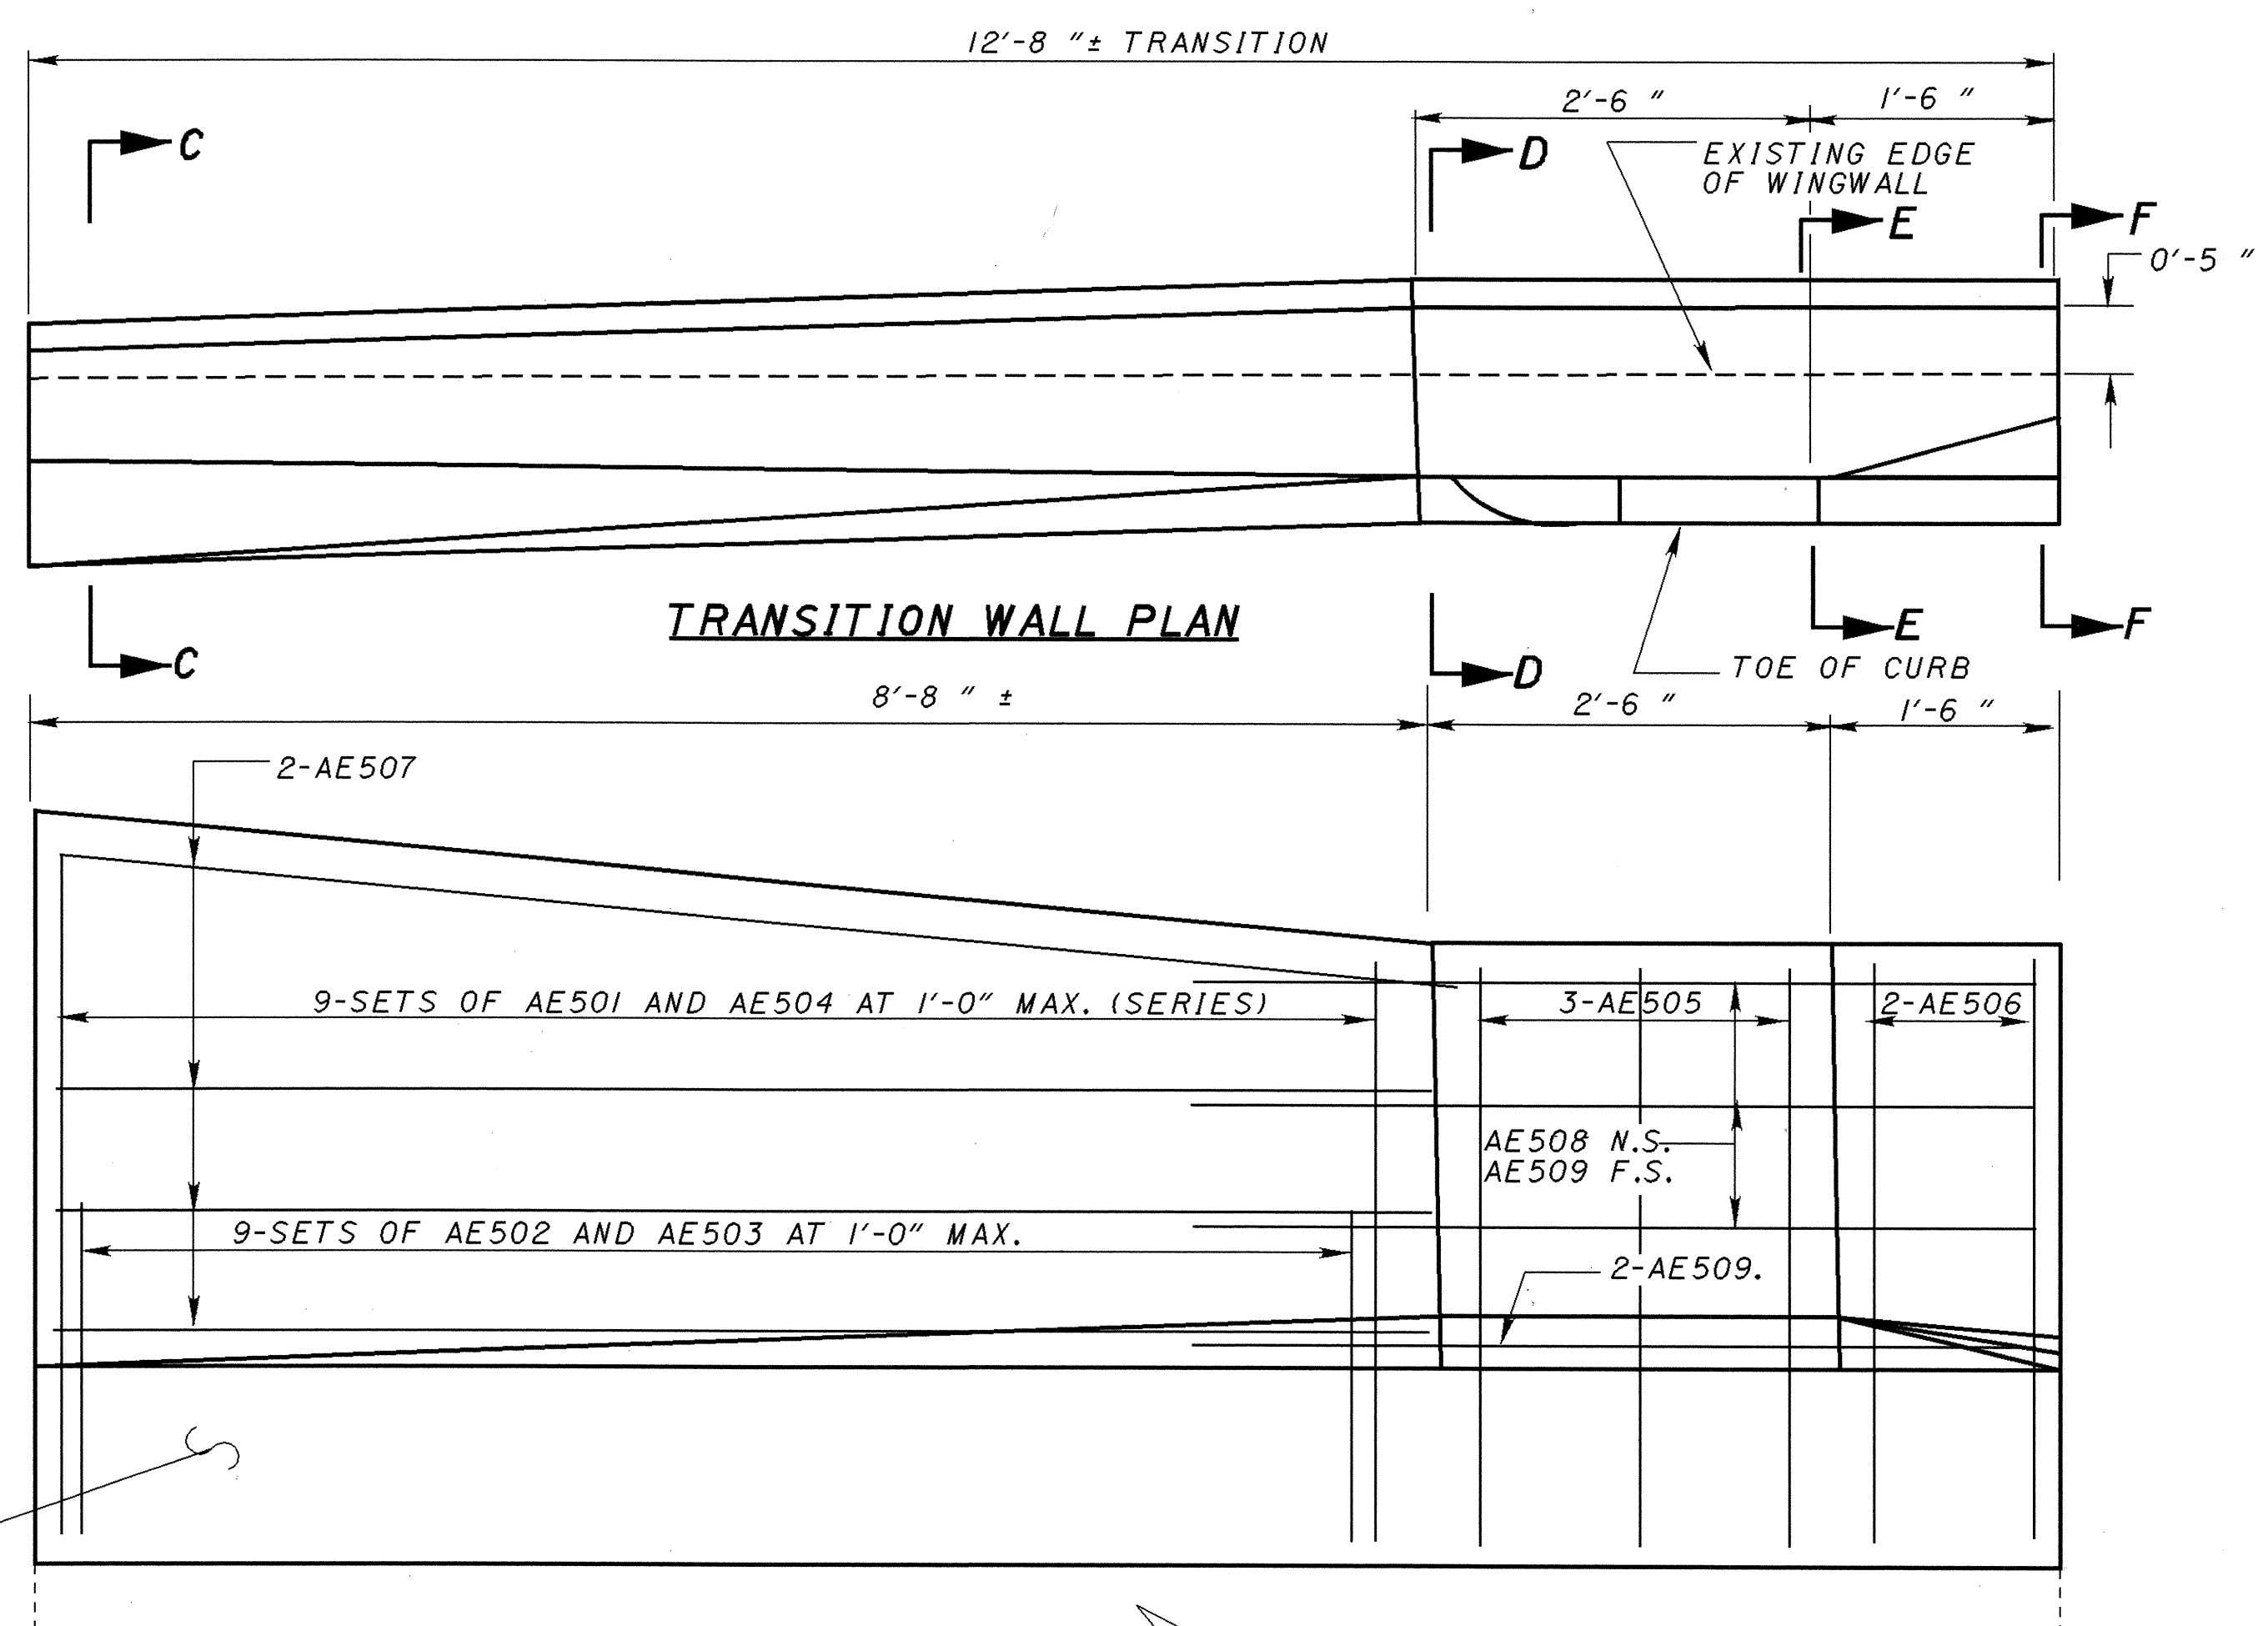 12'-8 "± TRANSITION
2'-6 "
1'-6 "
C
D
EXISTING EDGE
OF WINGWALL
E
F
0'-5 "
TRANSITION WALL PLAN
C
D
E
F
TOE OF CURB
8'-8 " ±
2'-6 "
1'-6 "
2-AE507
9-SETS OF AE501 AND AE504 AT 1'-0" MAX. (SERIES)
3-AE505
2-AE506
AE508 N.S.
AE509 F.S.
9-SETS OF AE502 AND AE503 AT 1'-0" MAX.
2-AE509.